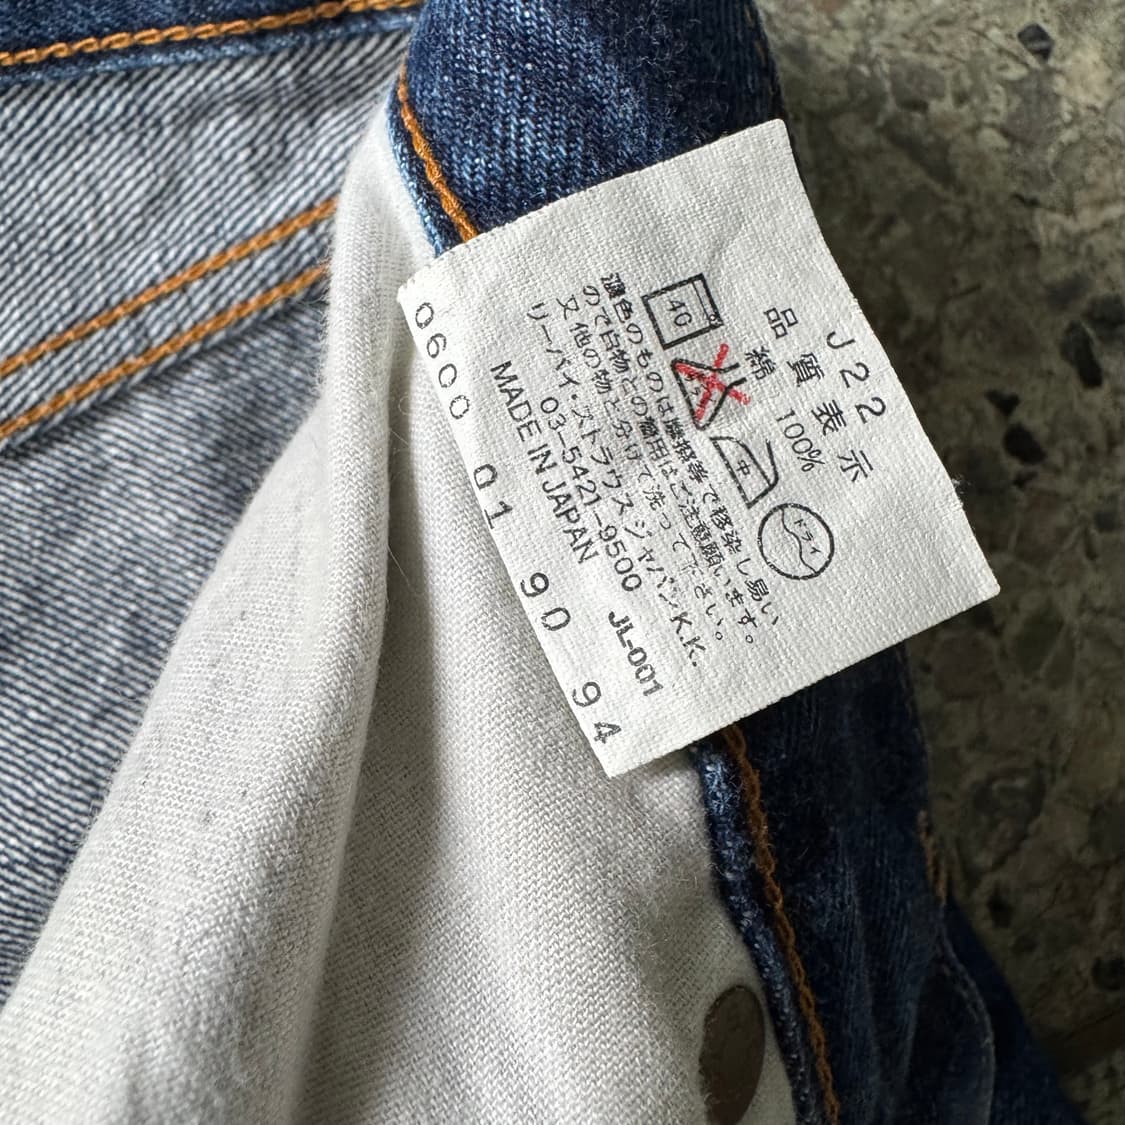 J22
品質表示
綿 100%
40
中
ドライ
濃色のものは摩擦等で移染し易い
ので白物との着用はご注意願います。
又他の物と分けて洗って下さい。
リーバイ・ストラウス ジャパンK.K.
03-5421-9500 JL-001
MADE IN JAPAN
0600 01 90 94